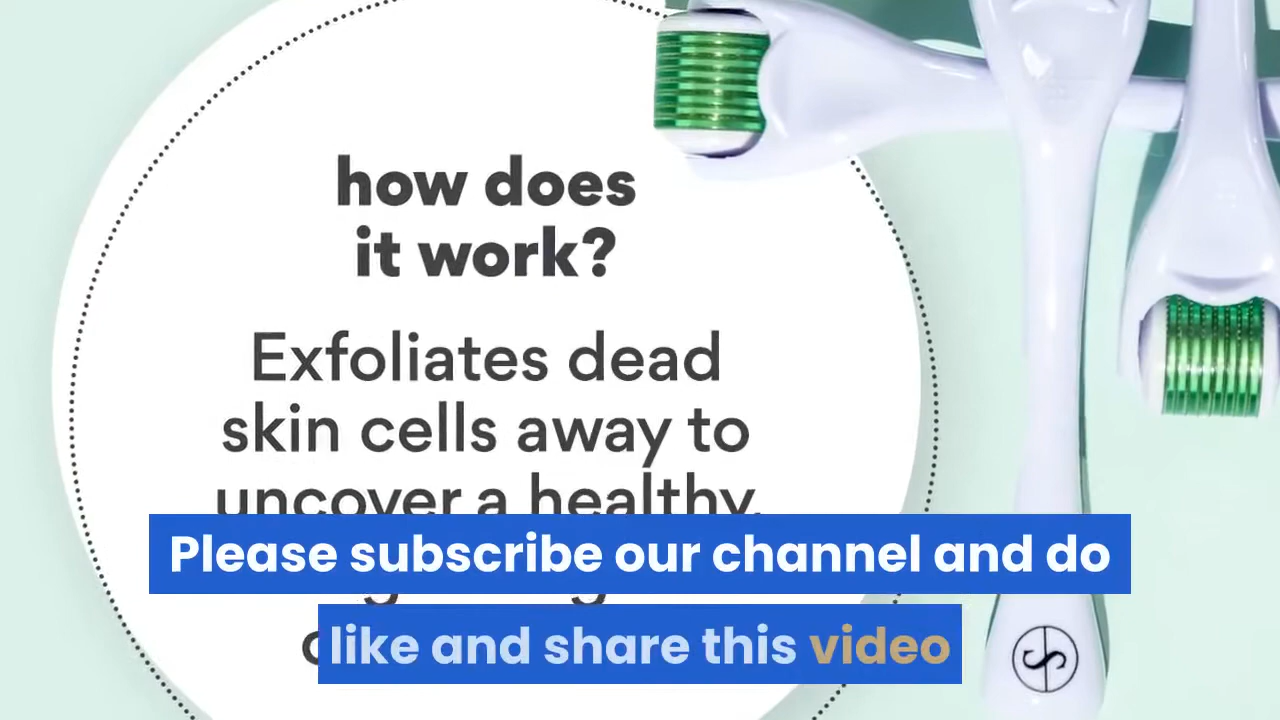 how does
it work?
Exfoliates dead
skin cells away to
uncover a healthy,
Please subscribe our channel and do
like and share this video